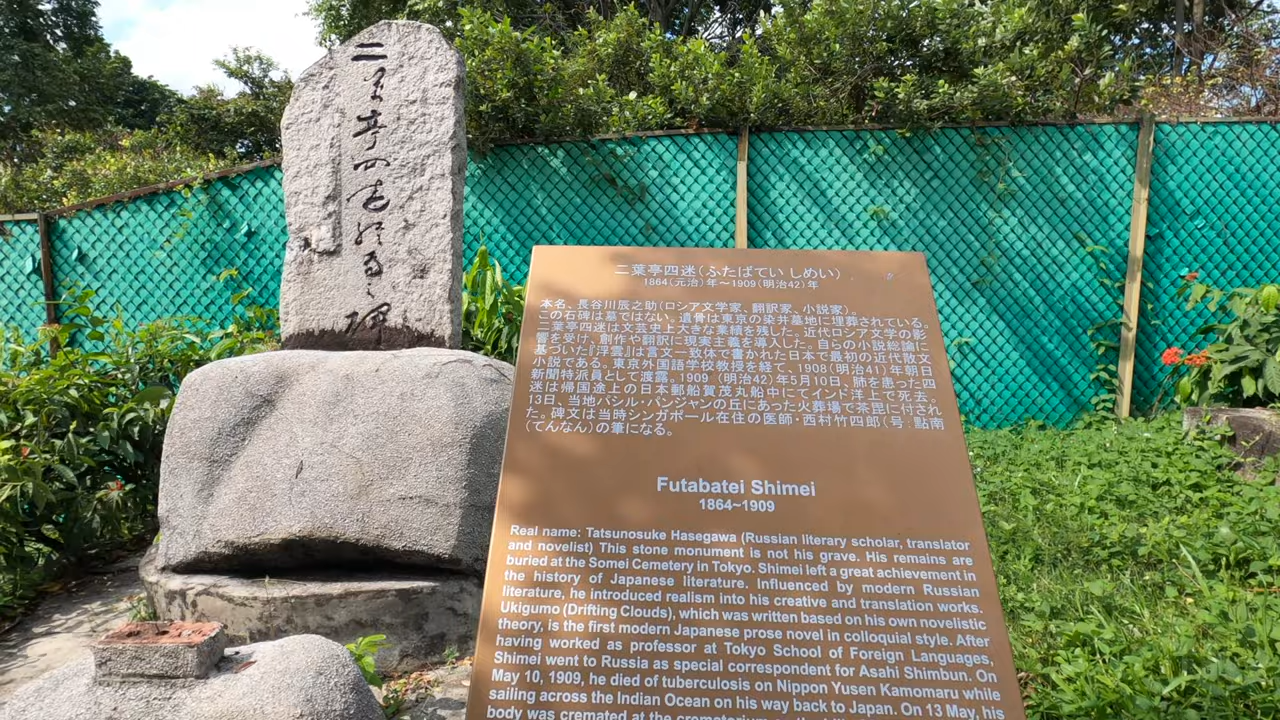 二葉亭四迷終焉之碑
二葉亭四迷(ふたばてい しめい)
1864(元治)年～1909(明治42)年
本名、長谷川辰之助(ロシア文学家、翻訳家、小説家)。
この石碑は墓ではない。遺骨は東京の染井墓地に埋葬されている。
二葉亭四迷は文芸史上大きな業績を残した。近代ロシア文学の影
響を受け、創作や翻訳に現実主義を導入した。自らの小説総論に
基づいた『浮雲』は言文一致体で書かれた日本で最初の近代散文
小説である。東京外国語学校教授を経て、1908(明治41)年朝日
新聞特派員として渡露。1909 (明治42)年5月10日、肺を患った四
迷は帰国途上の日本郵船賀茂丸船中にてインド洋上で死去。
13日、当地パシル・パンジャンの丘にあった火葬場で荼毘に付され
た。碑文は当時シンガポール在住の医師・西村竹四郎(号:點南
(てんなん)の筆になる。
Futabatei Shimei
1864~1909
Real name: Tatsunosuke Hasegawa (Russian literary scholar, translator
and novelist) This stone monument is not his grave. His remains are
buried at the Somei Cemetery in Tokyo. Shimei left a great achievement in
the history of Japanese literature. Influenced by modern Russian
literature, he introduced realism into his creative and translation works.
Ukigumo (Drifting Clouds), which was written based on his own novelistic
theory, is the first modern Japanese prose novel in colloquial style. After
having worked as professor at Tokyo School of Foreign Languages,
Shimei went to Russia as special correspondent for Asahi Shimbun. On
May 10, 1909, he died of tuberculosis on Nippon Yusen Kamomaru while
sailing across the Indian Ocean on his way back to Japan. On 13 May, his
body was cremated at the crematorium